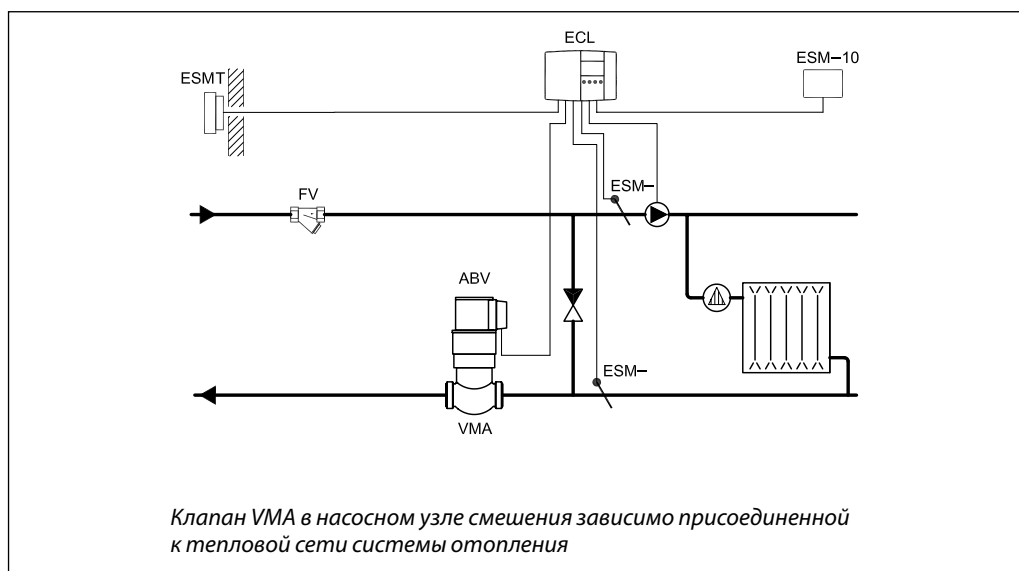 ECL
ESM–10
ESMT
ESM–
FV
ABV
ESM–
VMA
Клапан VMA в насосном узле смешения зависимо присоединенной
к тепловой сети системы отопления